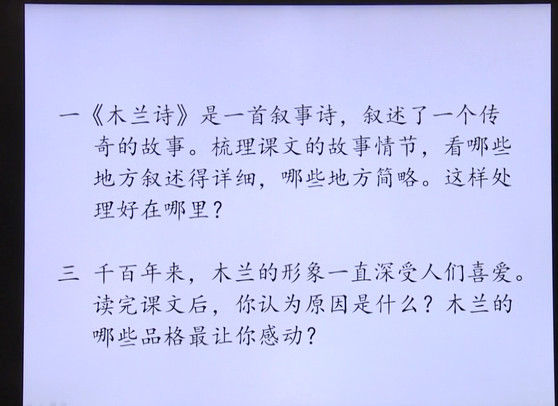 一《木兰诗》是一首叙事诗，叙述了一个传
奇的故事。梳理课文的故事情节，看哪些
地方叙述得详细，哪些地方简略。这样处
理好在哪里？
三 千百年来，木兰的形象一直深受人们喜爱。
读完课文后，你认为原因是什么？木兰的
哪些品格最让你感动？